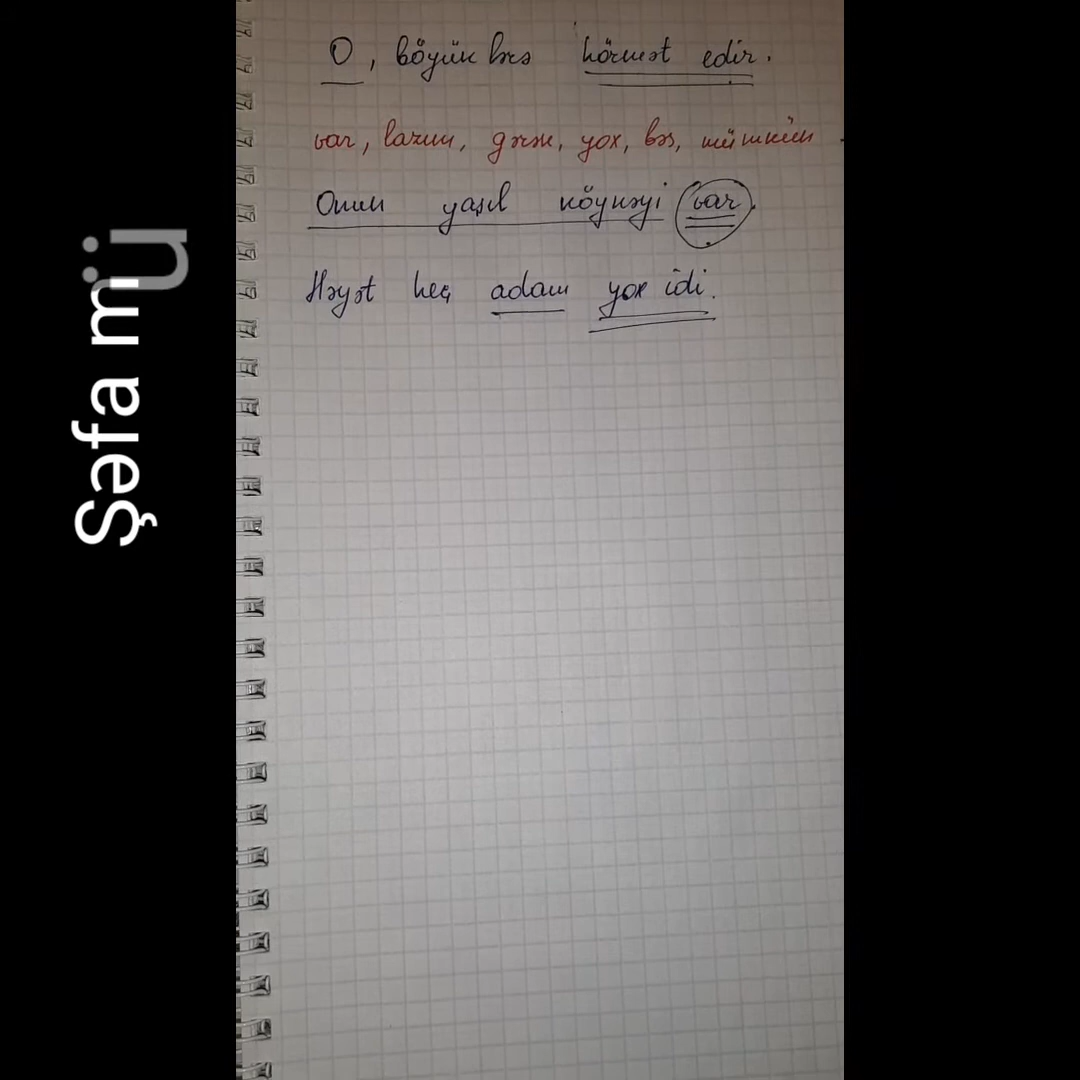 O, böyüklərə hörmət edir.
var, lazım, gərək, yox, bəs, mümkün
Onun yaşıl köynəyi var.
Həyət heç adam yox idi.
Şəfa mü